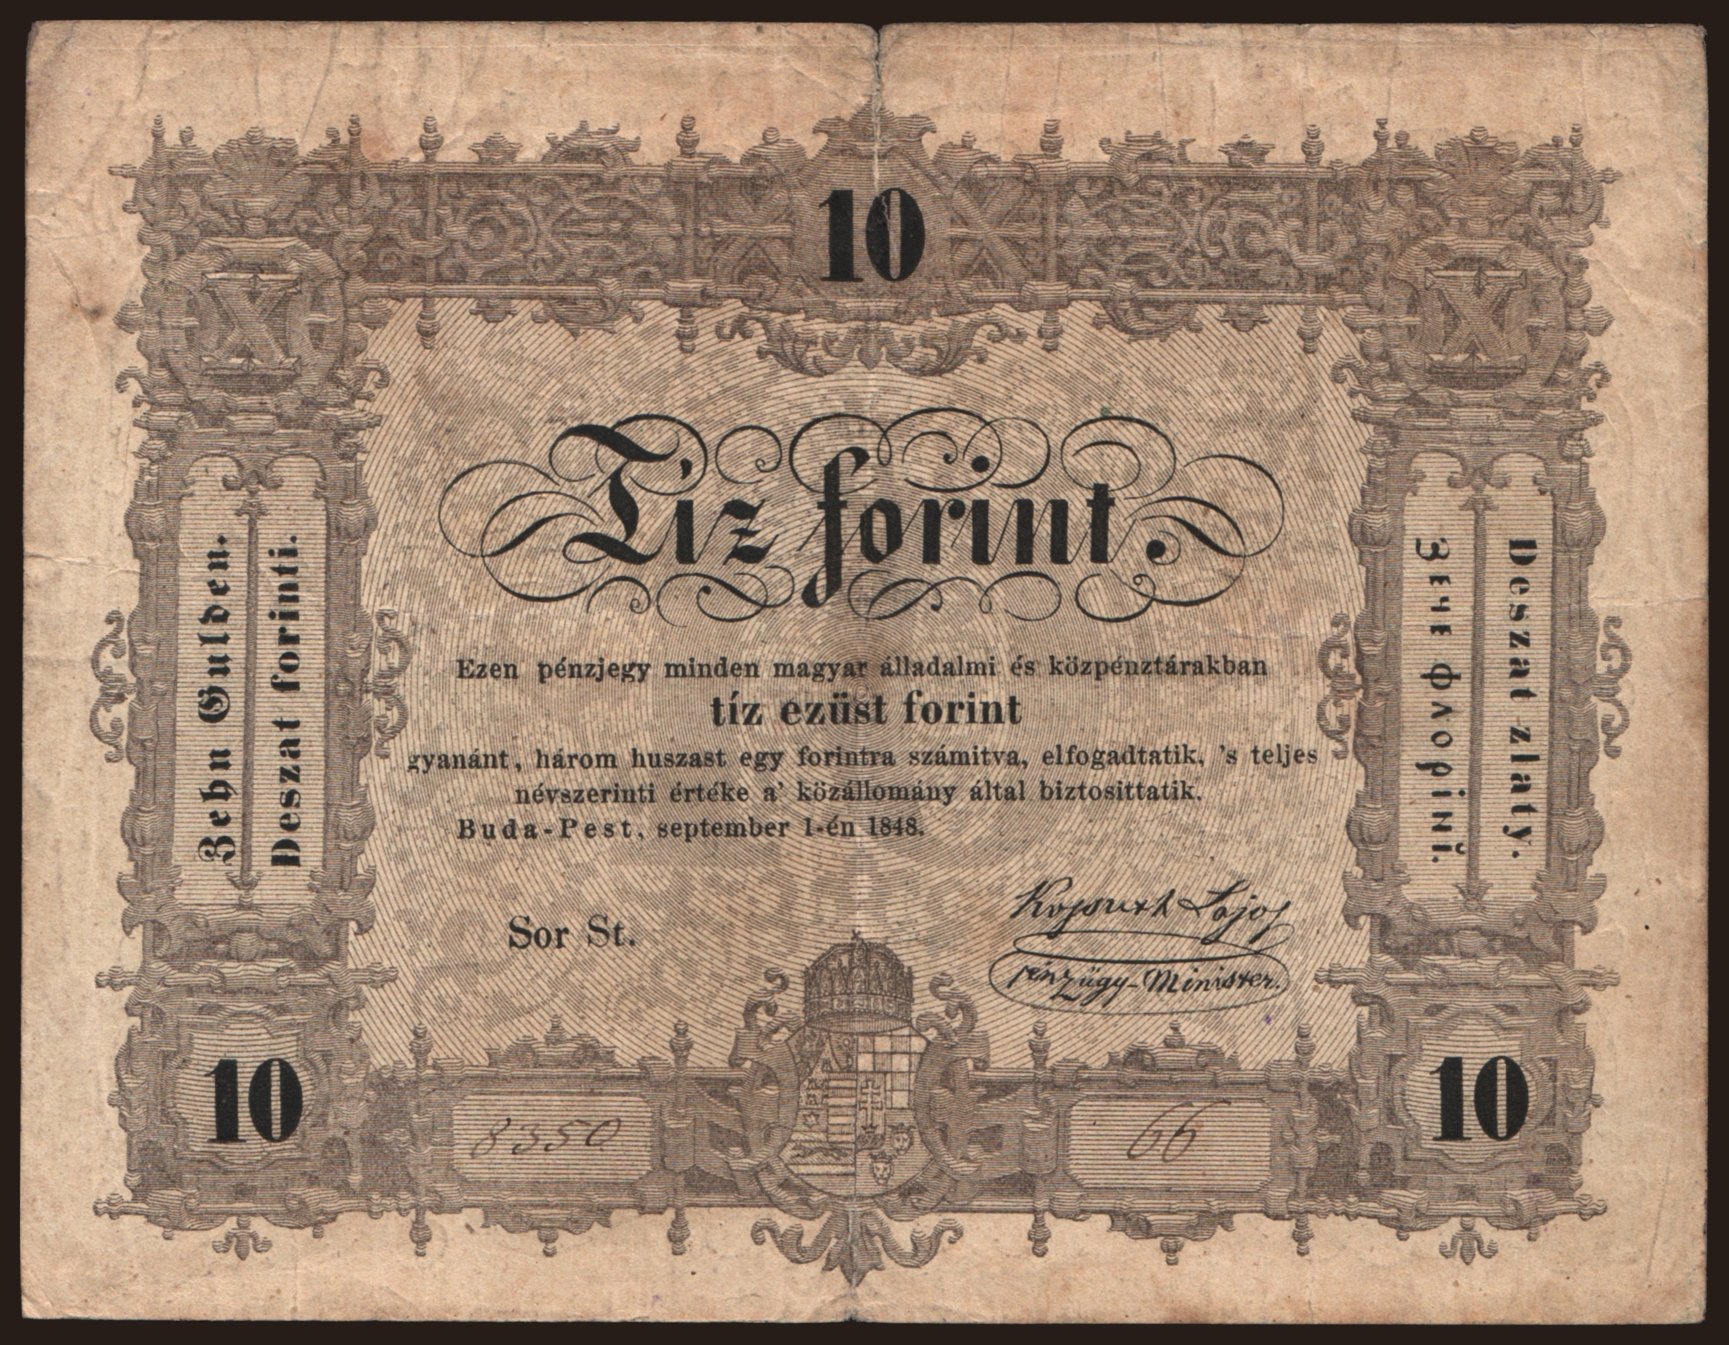 10
X
X
Tíz forint.
Ezen pénzjegy minden magyar álladalmi és közpénztárakban
tíz ezüst forint
gyanánt, három huszast egy forintra számitva, elfogadtatik, 's teljes
névszerinti értéke a' közállomány által biztosittatik.
Buda-Pest, september 1-én 1848.
Sor St.
Kossuth Lajos
pénzügy-Minister.
Zehn Gulden.
Deszat forinti.
Deszat zlaty.
10
8350
66
10